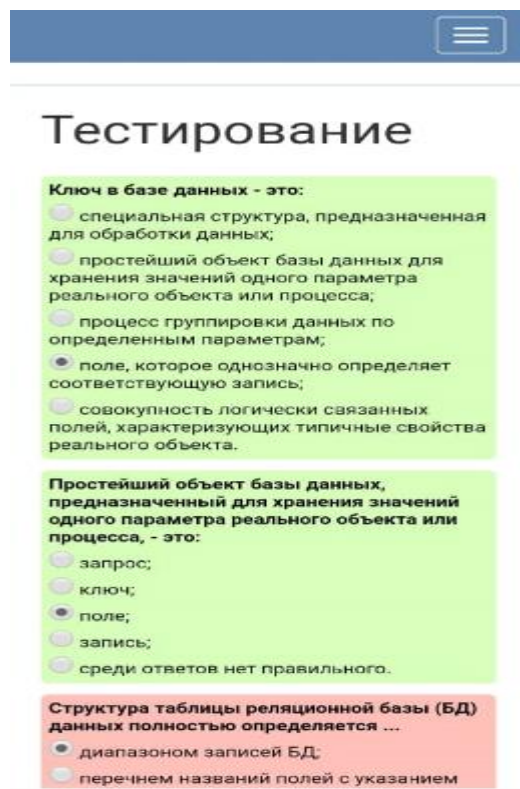 Тестирование
Ключ в базе данных - это:
специальная структура, предназначенная
для обработки данных;
простейший объект базы данных для
хранения значений одного параметра
реального объекта или процесса;
процесс группировки данных по
определенным параметрам;
поле, которое однозначно определяет
соответствующую запись;
совокупность логически связанных
полей, характеризующих типичные свойства
реального объекта.
Простейший объект базы данных,
предназначенный для хранения значений
одного параметра реального объекта или
процесса, - это:
запрос;
ключ;
поле;
запись;
среди ответов нет правильного.
Структура таблицы реляционной базы (БД)
данных полностью определяется ...
диапазоном записей БД;
перечнем названий полей с указанием